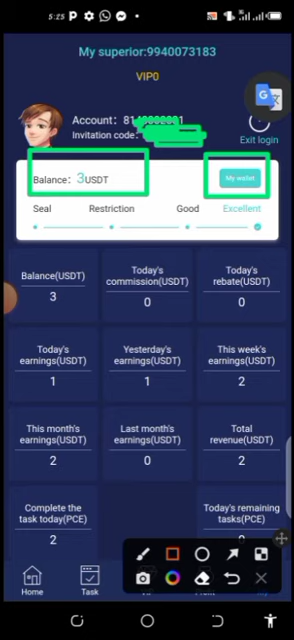 5:25
My superior:9940073183
VIP0
Account:
Invitation code:
Exit login
Balance: 3USDT
My wallet
Seal Restriction Good Excellent
Balance(USDT)
3
Today's
commission(USDT)
0
Today's
rebate(USDT)
0
Today's
earnings(USDT)
1
Yesterday's
earnings(USDT)
1
This week's
earnings(USDT)
2
This month's
earnings(USDT)
2
Last month's
earnings(USDT)
0
Total
revenue(USDT)
2
Complete the
task today(PCE)
2
Today's remaining
tasks(PCE)
Home
Task